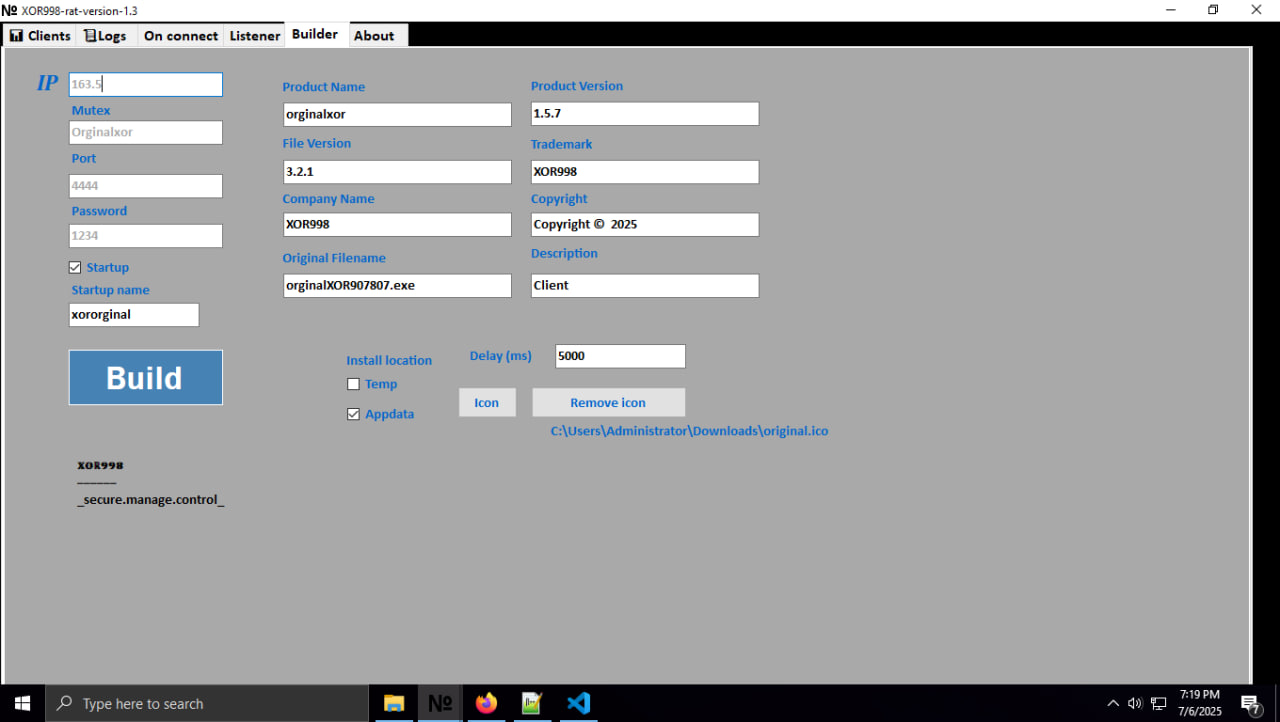 XOR998-rat-version-1.3
Clients Logs On connect Listener Builder About
IP 163.5
Mutex
Orginalxor
Port
4444
Password
1234
Startup
Startup name
xororginal
Build
XOR998
_secure.manage.control_
Product Name
orginalxor
File Version
3.2.1
Company Name
XOR998
Original Filename
orginalXOR907807.exe
Product Version
1.5.7
Trademark
XOR998
Copyright
Copyright © 2025
Description
Client
Install location
Temp
Appdata
Delay (ms) 5000
Icon Remove icon
C:\Users\Administrator\Downloads\original.ico
Type here to search
7:19 PM
7/6/2025
7